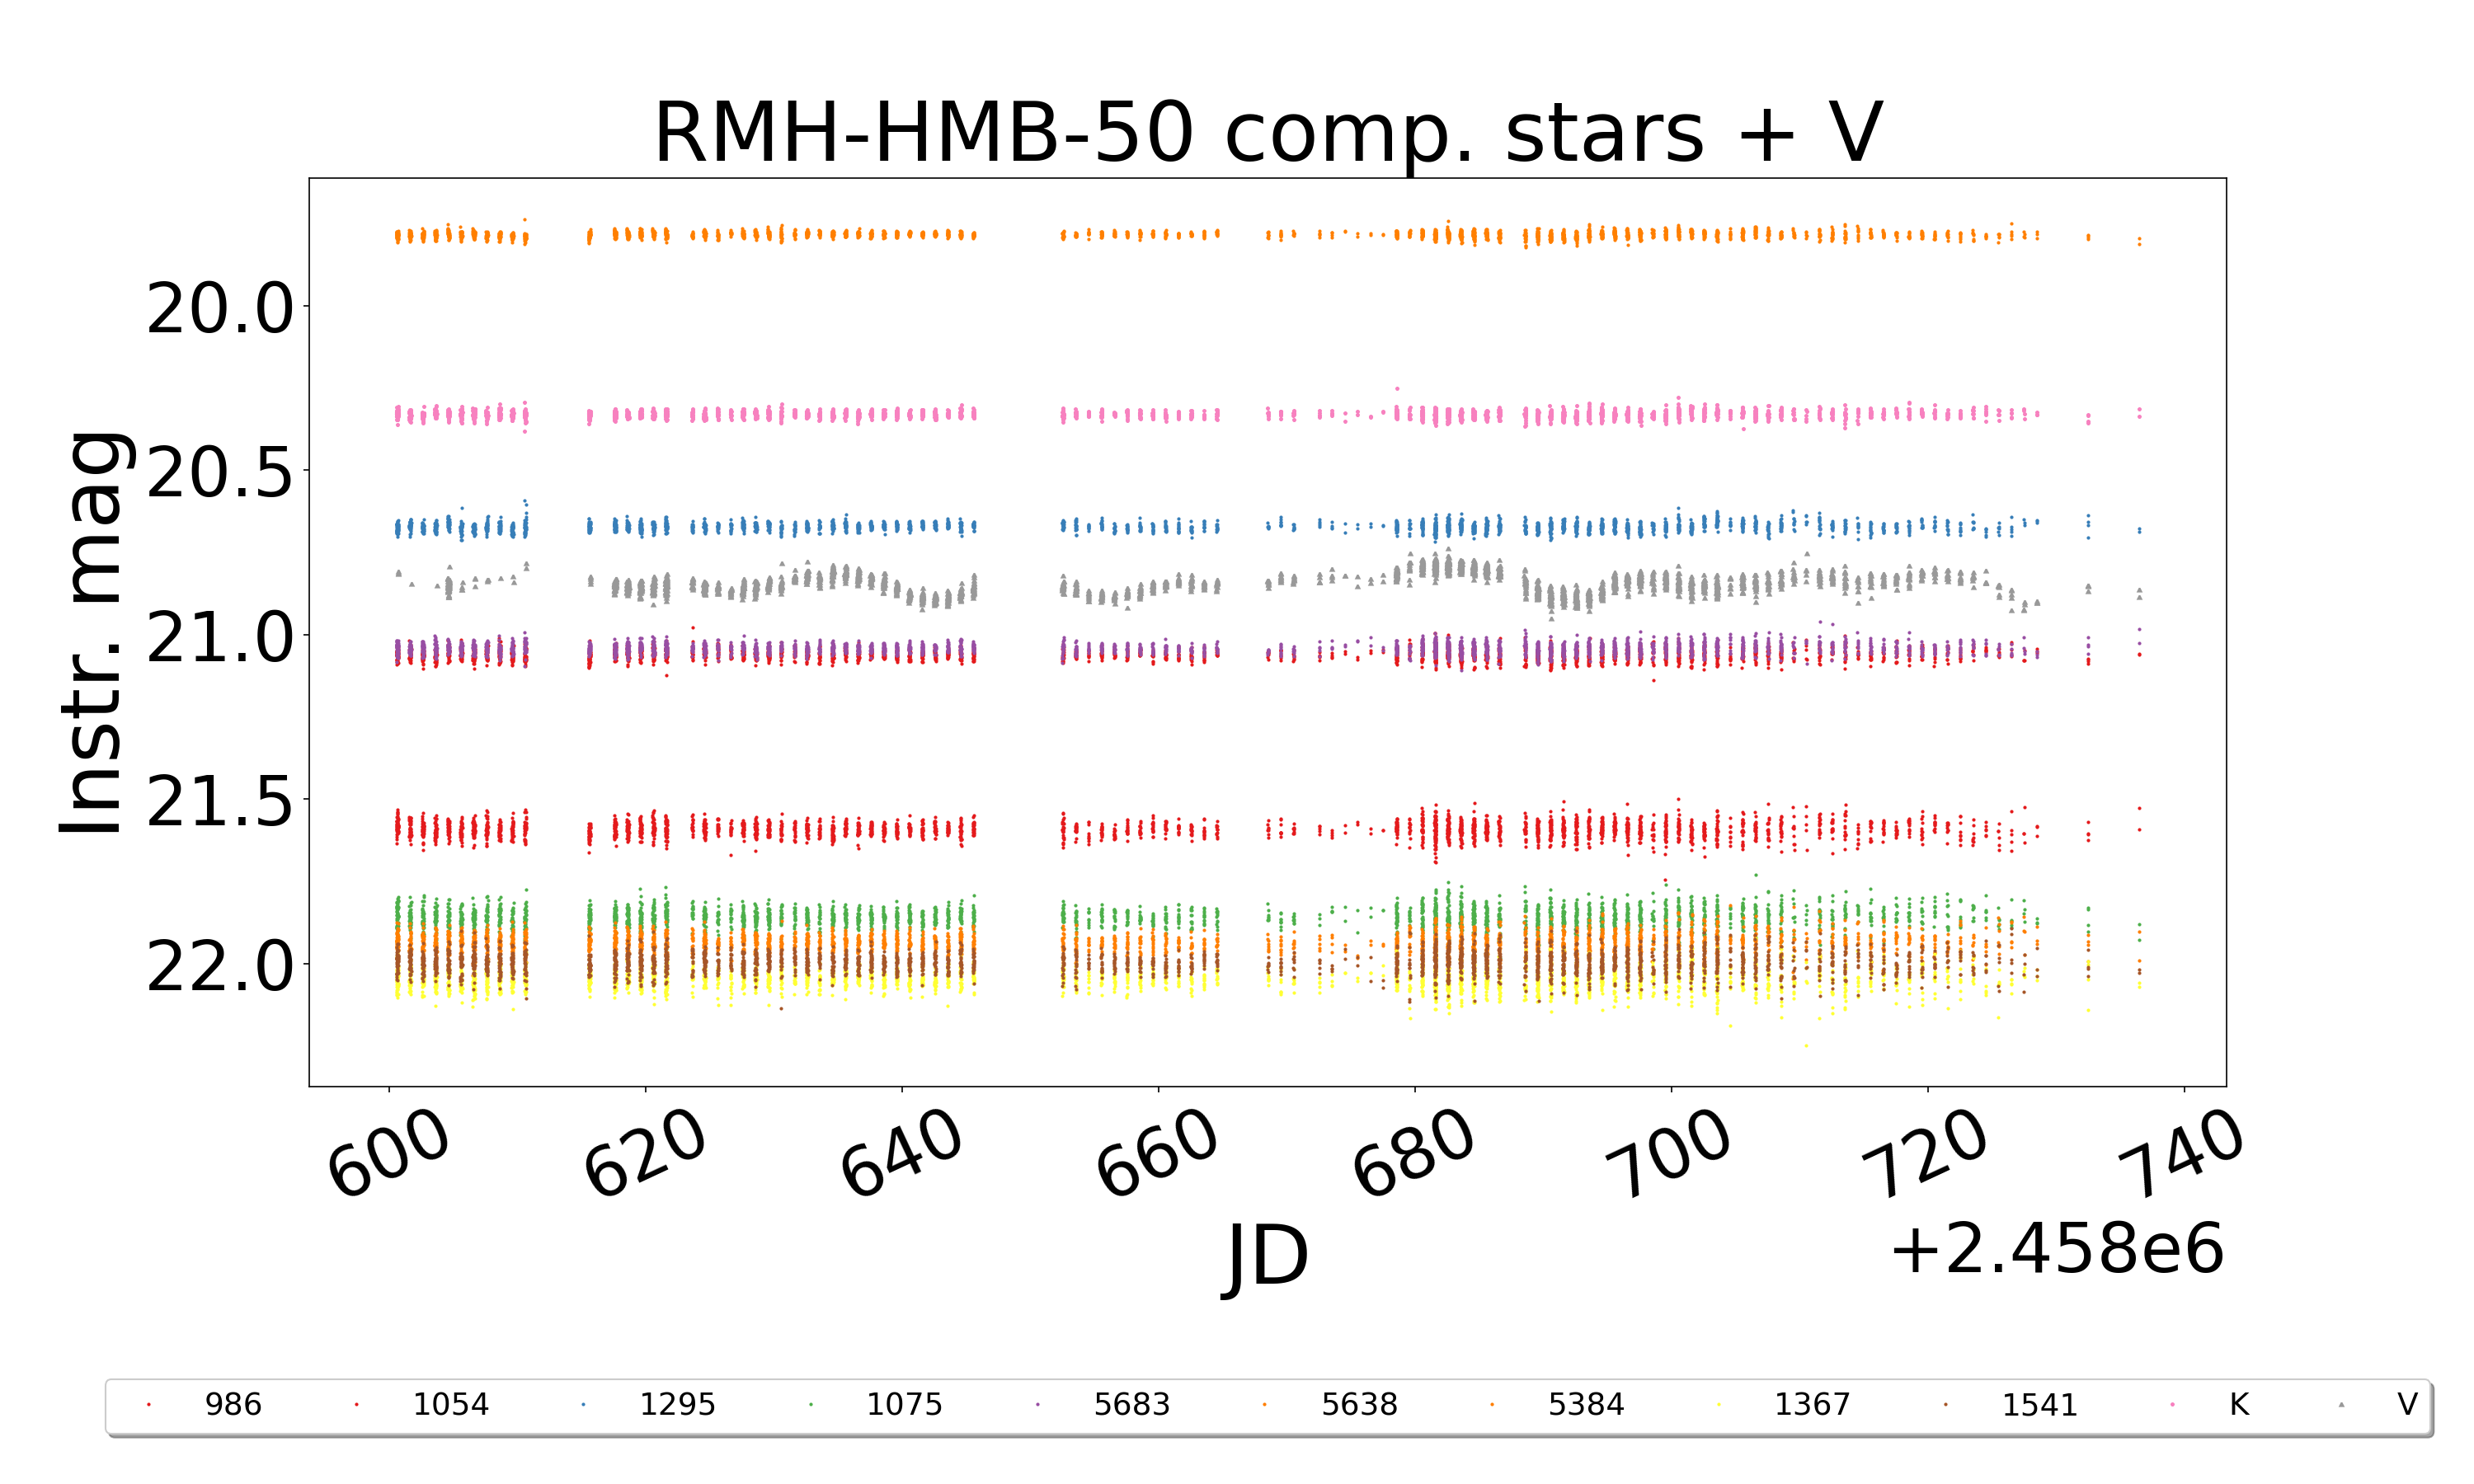 RMH-HMB-50 comp. stars + V
Instr. mag
20.0
20.5
21.0
21.5
22.0
600 620 640 660 680 700 720 740
JD
+2.458e6
986 1054 1295 1075 5683 5638 5384 1367 1541 K V